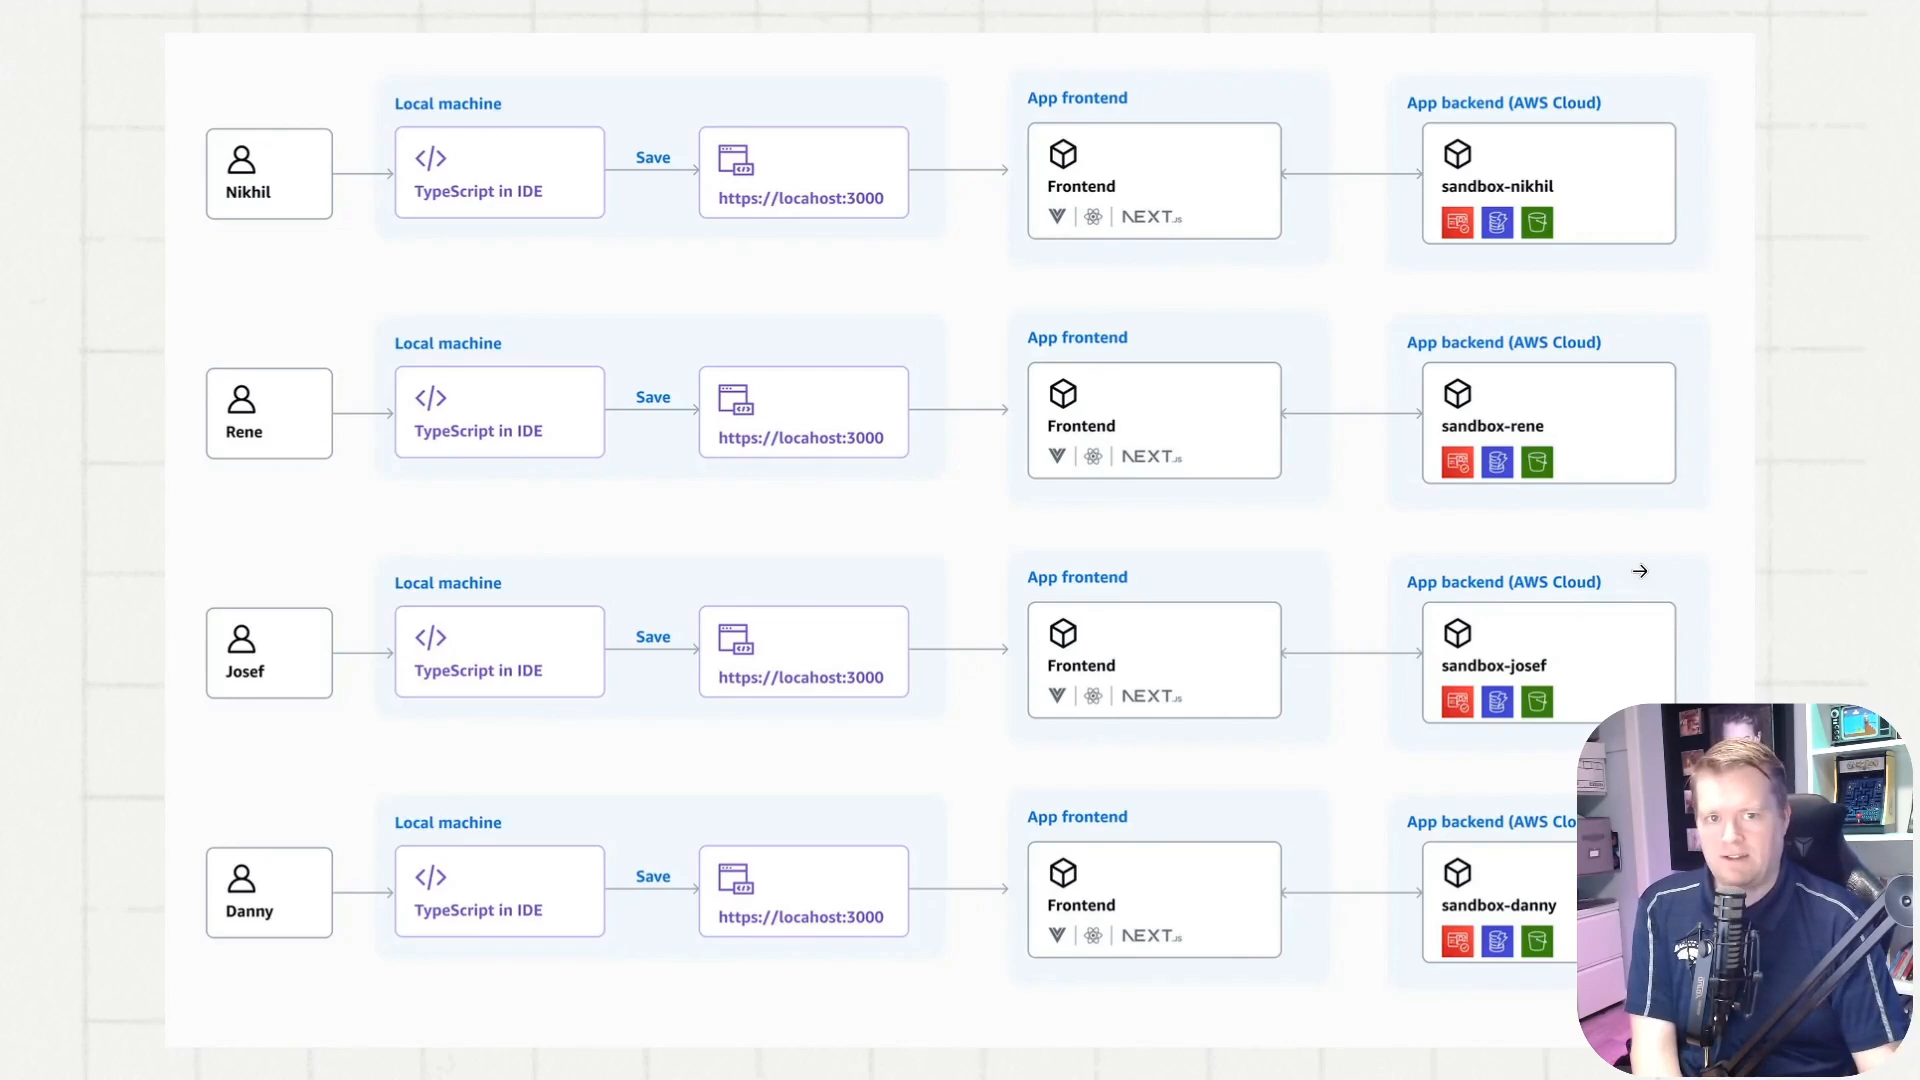 Local machine
App frontend
App backend (AWS Cloud)
Nikhil
</>
TypeScript in IDE
Save
https://locahost:3000
Frontend
NEXT.JS
sandbox-nikhil
Local machine
App frontend
App backend (AWS Cloud)
Rene
</>
TypeScript in IDE
Save
https://locahost:3000
Frontend
NEXT.JS
sandbox-rene
Local machine
App frontend
App backend (AWS Cloud)
Josef
</>
TypeScript in IDE
Save
https://locahost:3000
Frontend
NEXT.JS
sandbox-josef
Local machine
App frontend
App backend (AWS Clo
Danny
</>
TypeScript in IDE
Save
https://locahost:3000
Frontend
NEXT.JS
sandbox-danny